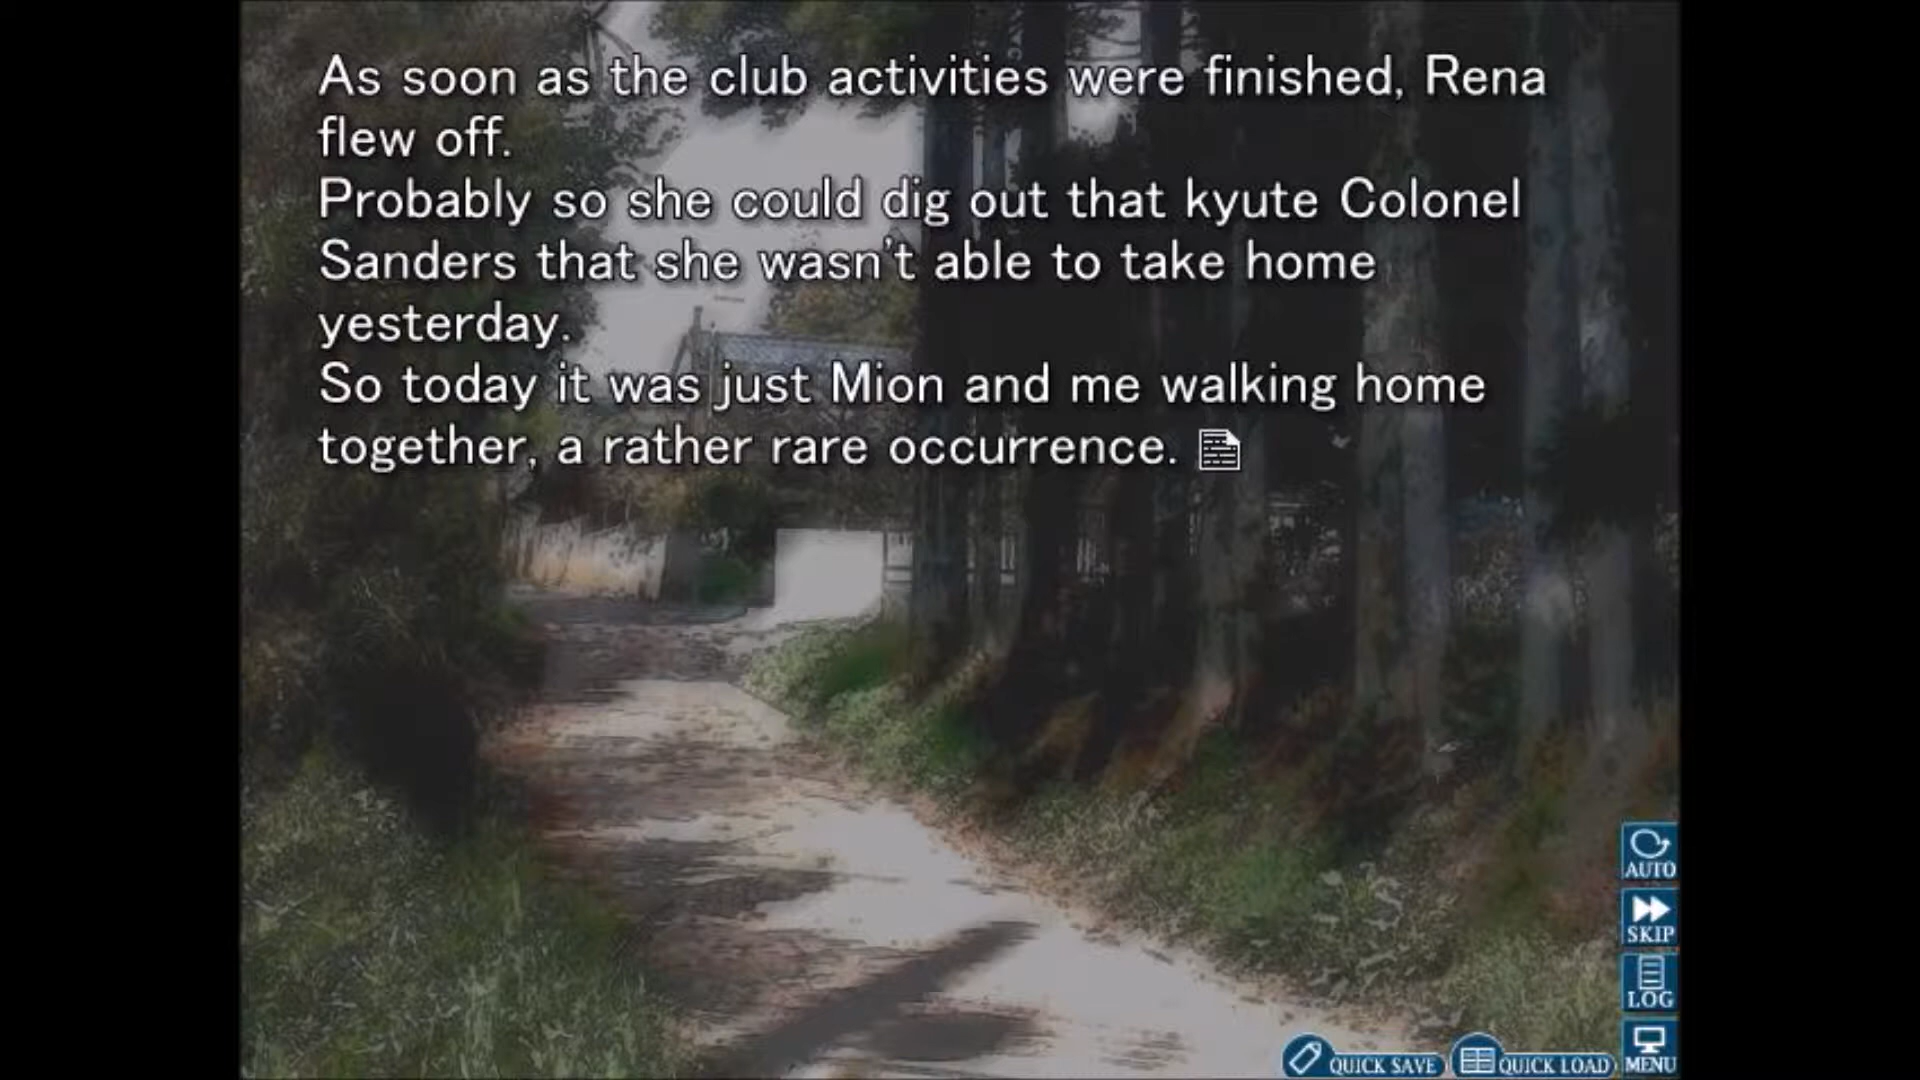 As soon as the club activities were finished, Rena
flew off.
Probably so she could dig out that kyute Colonel
Sanders that she wasn't able to take home
yesterday.
So today it was just Mion and me walking home
together, a rather rare occurrence.
AUTO
SKIP
LOG
MENU
QUICK SAVE
QUICK LOAD